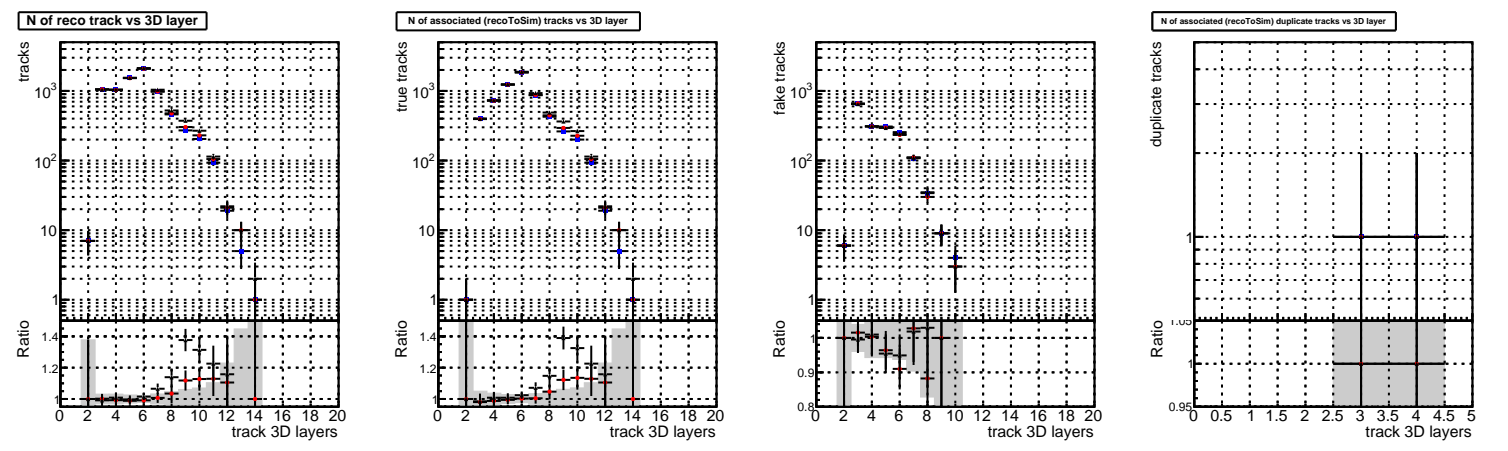 N of reco track vs 3D layer
tracks
10³
10²
10
1
Ratio
1.4
1.2
1
0 2 4 6 8 10 12 14 16 18 20
track 3D layers
N of associated (recoToSim) tracks vs 3D layer
true tracks
10³
10²
10
1
Ratio
1.4
1.2
1
0 2 4 6 8 10 12 14 16 18 20
track 3D layers
fake tracks
10³
10²
10
1
Ratio
1
0.9
0.8
0 2 4 6 8 10 12 14 16 18 20
track 3D layers
N of associated (recoToSim) duplicate tracks vs 3D layer
duplicate tracks
1
Ratio
1.05
1
0.95
0 0.5 1 1.5 2 2.5 3 3.5 4 4.5 5
track 3D layers